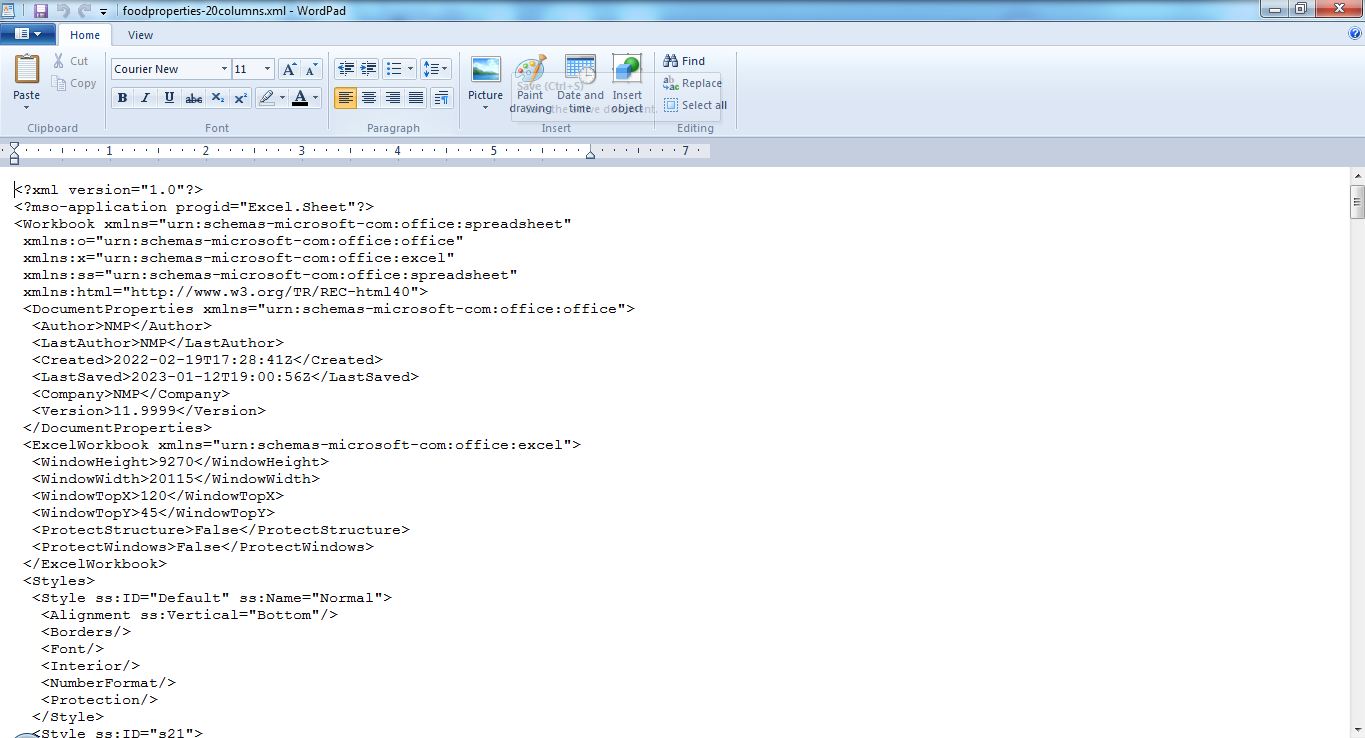 foodproperties-20columns.xml - WordPad
Home View
Paste Cut Copy
Clipboard
Courier New 11
B I U abc X₂ X² A
Font
Paragraph
Picture Paint drawing Date and time Insert object
Save (Ctrl+S)
Save the active document.
Insert
Find
Replace
Select all
Editing
1 2 3 4 5 7
<?xml version="1.0"?>
<?mso-application progid="Excel.Sheet"?>
<Workbook xmlns="urn:schemas-microsoft-com:office:spreadsheet"
 xmlns:o="urn:schemas-microsoft-com:office:office"
 xmlns:x="urn:schemas-microsoft-com:office:excel"
 xmlns:ss="urn:schemas-microsoft-com:office:spreadsheet"
 xmlns:html="http://www.w3.org/TR/REC-html40">
 <DocumentProperties xmlns="urn:schemas-microsoft-com:office:office">
  <Author>NMP</Author>
  <LastAuthor>NMP</LastAuthor>
  <Created>2022-02-19T17:28:41Z</Created>
  <LastSaved>2023-01-12T19:00:56Z</LastSaved>
  <Company>NMP</Company>
  <Version>11.9999</Version>
 </DocumentProperties>
 <ExcelWorkbook xmlns="urn:schemas-microsoft-com:office:excel">
  <WindowHeight>9270</WindowHeight>
  <WindowWidth>20115</WindowWidth>
  <WindowTopX>120</WindowTopX>
  <WindowTopY>45</WindowTopY>
  <ProtectStructure>False</ProtectStructure>
  <ProtectWindows>False</ProtectWindows>
 </ExcelWorkbook>
 <Styles>
  <Style ss:ID="Default" ss:Name="Normal">
   <Alignment ss:Vertical="Bottom"/>
   <Borders/>
   <Font/>
   <Interior/>
   <NumberFormat/>
   <Protection/>
  </Style>
  <Style ss:ID="s21">